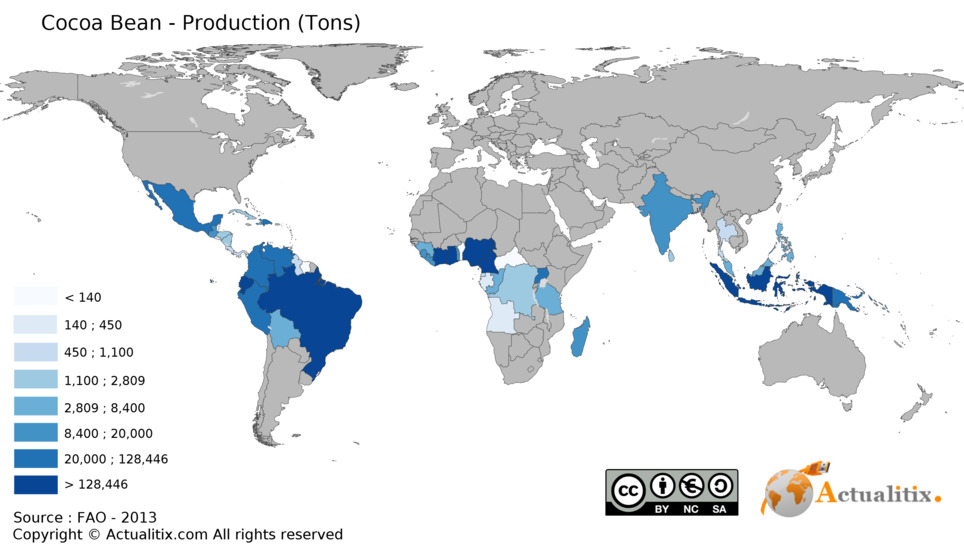 Cocoa Bean - Production (Tons)
< 140
140 ; 450
450 ; 1,100
1,100 ; 2,809
2,809 ; 8,400
8,400 ; 20,000
20,000 ; 128,446
> 128,446
Source : FAO - 2013
Copyright © Actualitix.com All rights reserved
cc
BY NC SA
Actualitix.